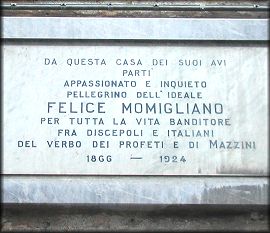 DA QUESTA CASA DEI SUOI AVI
PARTÌ
APPASSIONATO E INQUIETO
PELLEGRINO DELL'IDEALE
FELICE MOMIGLIANO
PER TUTTA LA VITA BANDITORE
FRA DISCEPOLI E ITALIANI
DEL VERBO DEI PROFETI E DI MAZZINI
1866 — 1924